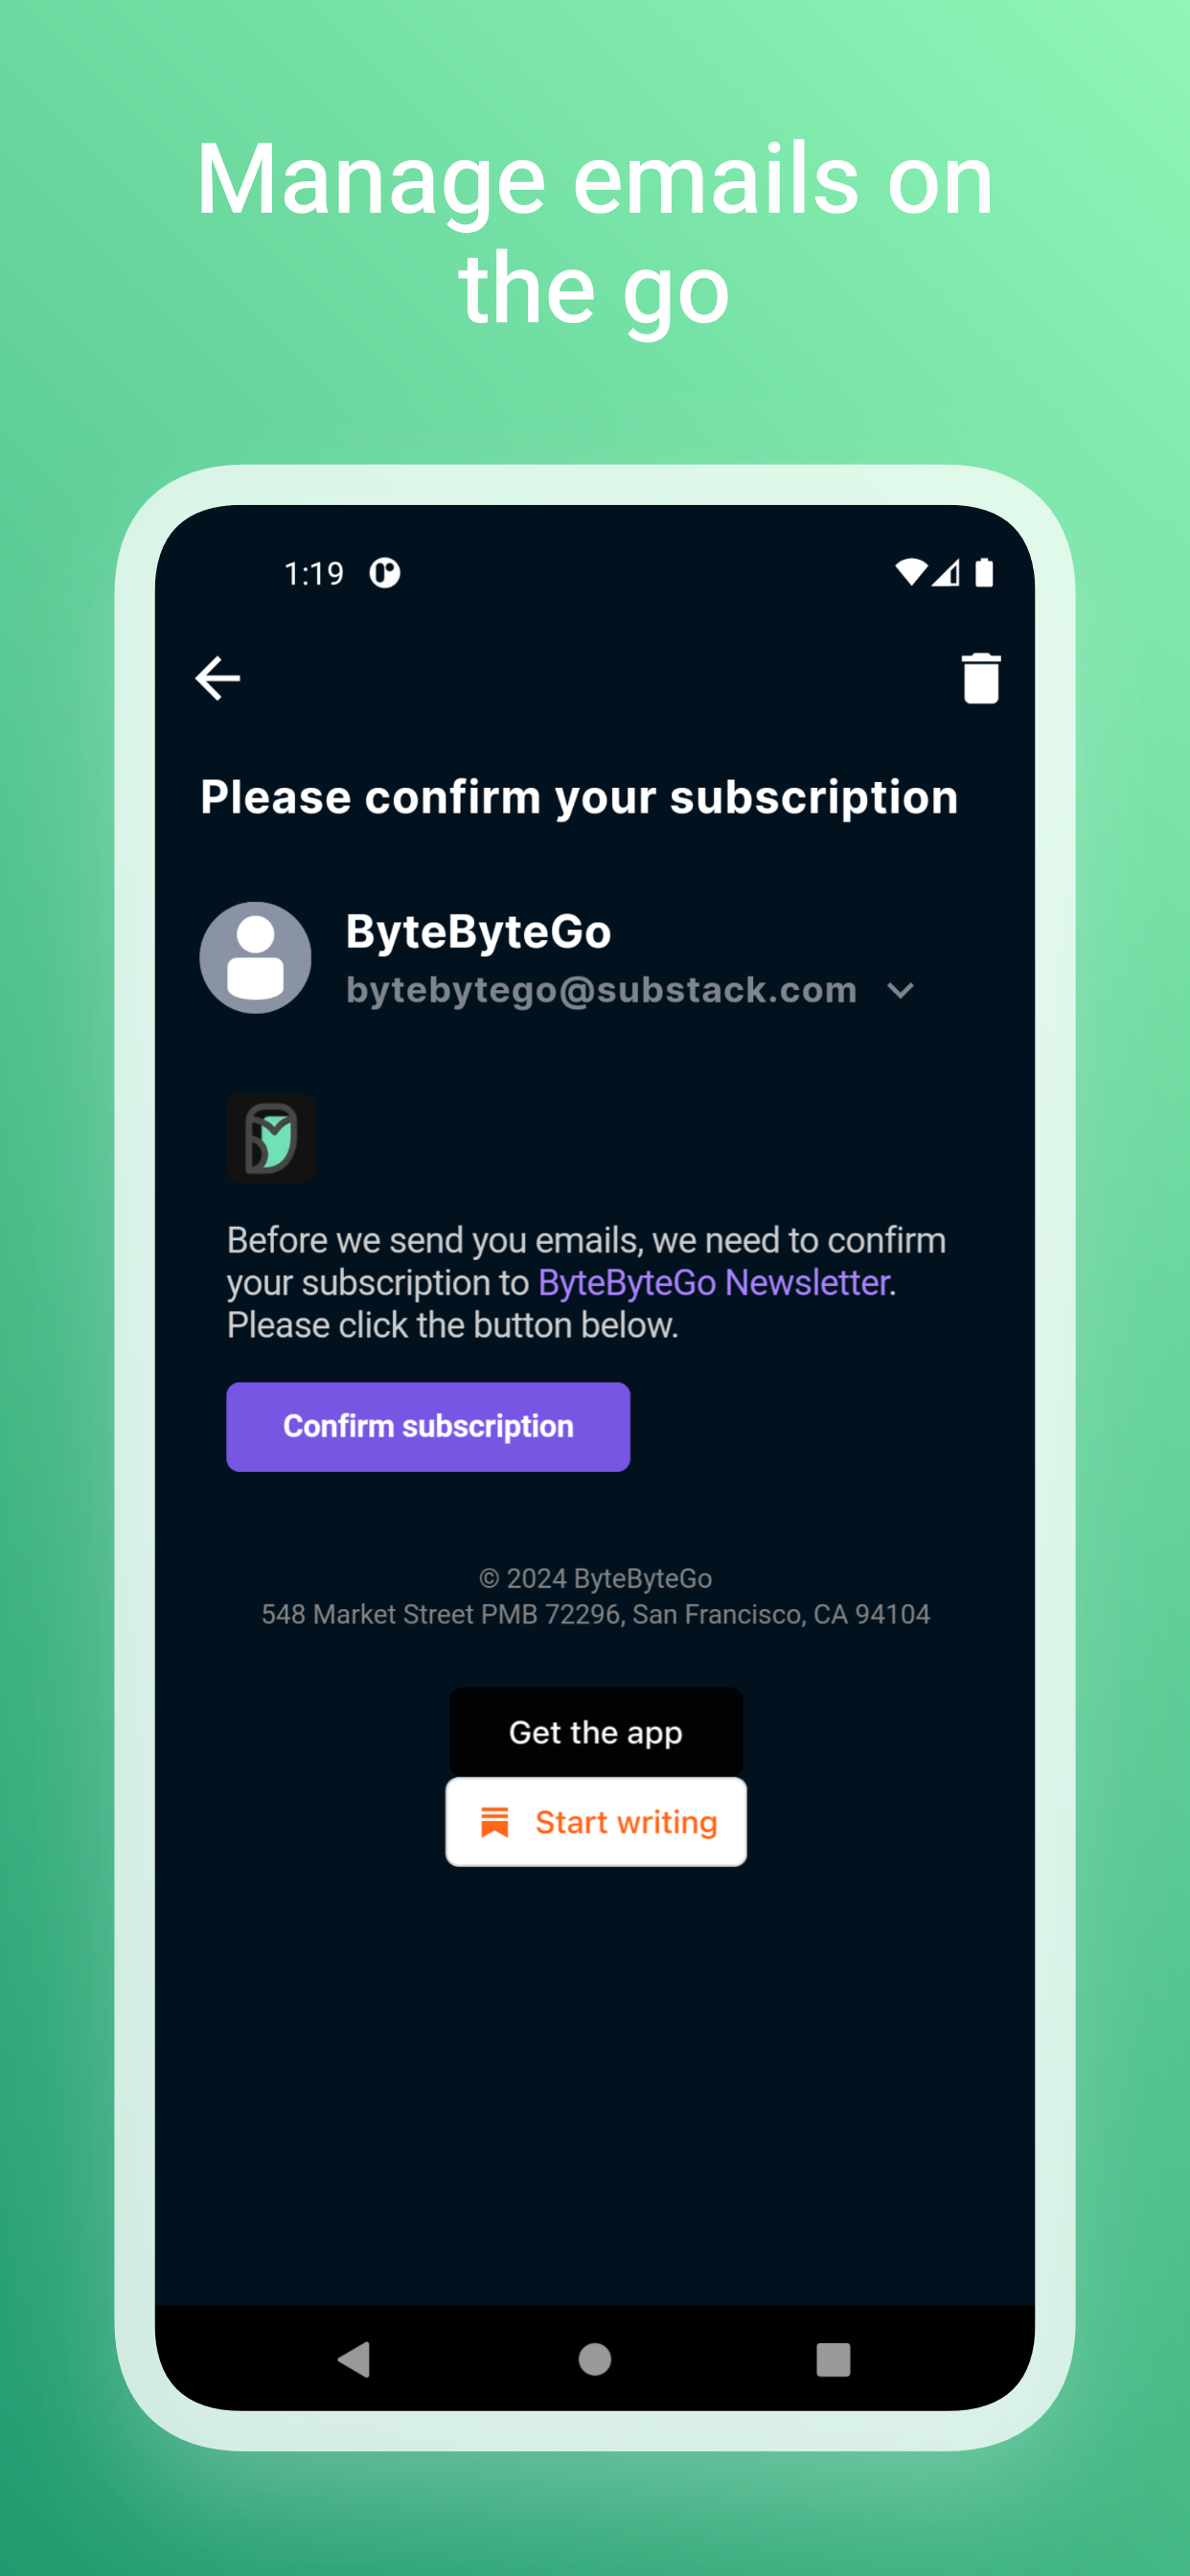 Manage emails on
the go
1:19
Please confirm your subscription
ByteByteGo
bytebytego@substack.com
Before we send you emails, we need to confirm
your subscription to ByteByteGo Newsletter.
Please click the button below.
Confirm subscription
© 2024 ByteByteGo
548 Market Street PMB 72296, San Francisco, CA 94104
Get the app
Start writing